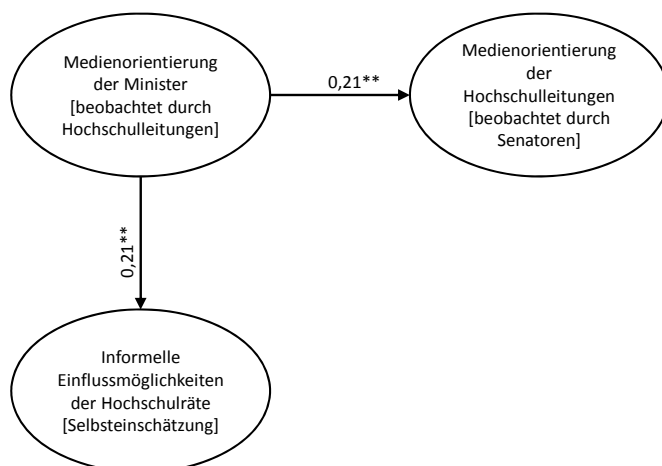 Medienorientierung
der Minister
[beobachtet durch
Hochschulleitungen]
0,21**
Medienorientierung
der
Hochschulleitungen
[beobachtet durch
Senatoren]
0,21**
Informelle
Einflussmöglichkeiten
der Hochschulräte
[Selbsteinschätzung]